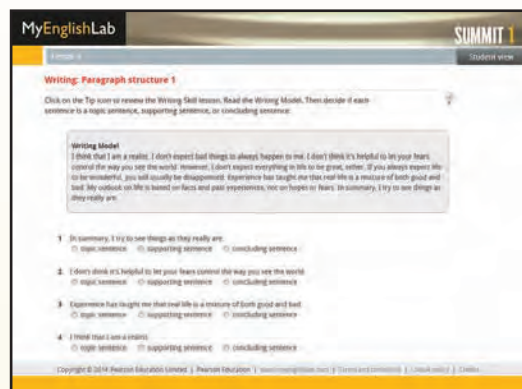 MyEnglishLab
SUMMIT 1
Student view
Writing: Paragraph structure 1
Click on the Tip icon to review the Writing Skill lesson. Read the Writing Model. Then decide if each
sentence is a topic sentence, supporting sentence, or concluding sentence.
Writing Model
I think that I am a realist. I don't expect bad things to always happen to me. I don't think it's helpful to let your fears
control the way you see the world. However, I don't expect everything in life to be great, either. If you always expect life
to be wonderful, you will usually be disappointed. Experience has taught me that real life is a mixture of both good and
bad. My outlook on life is based on facts and past experiences, not on hopes or fears. In summary, I try to see things as
they really are.
1 In summary, I try to see things as they really are.
topic sentence supporting sentence concluding sentence
2 I don't think it's helpful to let your fears control the way you see the world.
topic sentence supporting sentence concluding sentence
3 Experience has taught me that real life is a mixture of both good and bad.
topic sentence supporting sentence concluding sentence
4 I think that I am a realist.
topic sentence supporting sentence concluding sentence
Copyright © 2014 Pearson Education Limited | Pearson Education | Credits